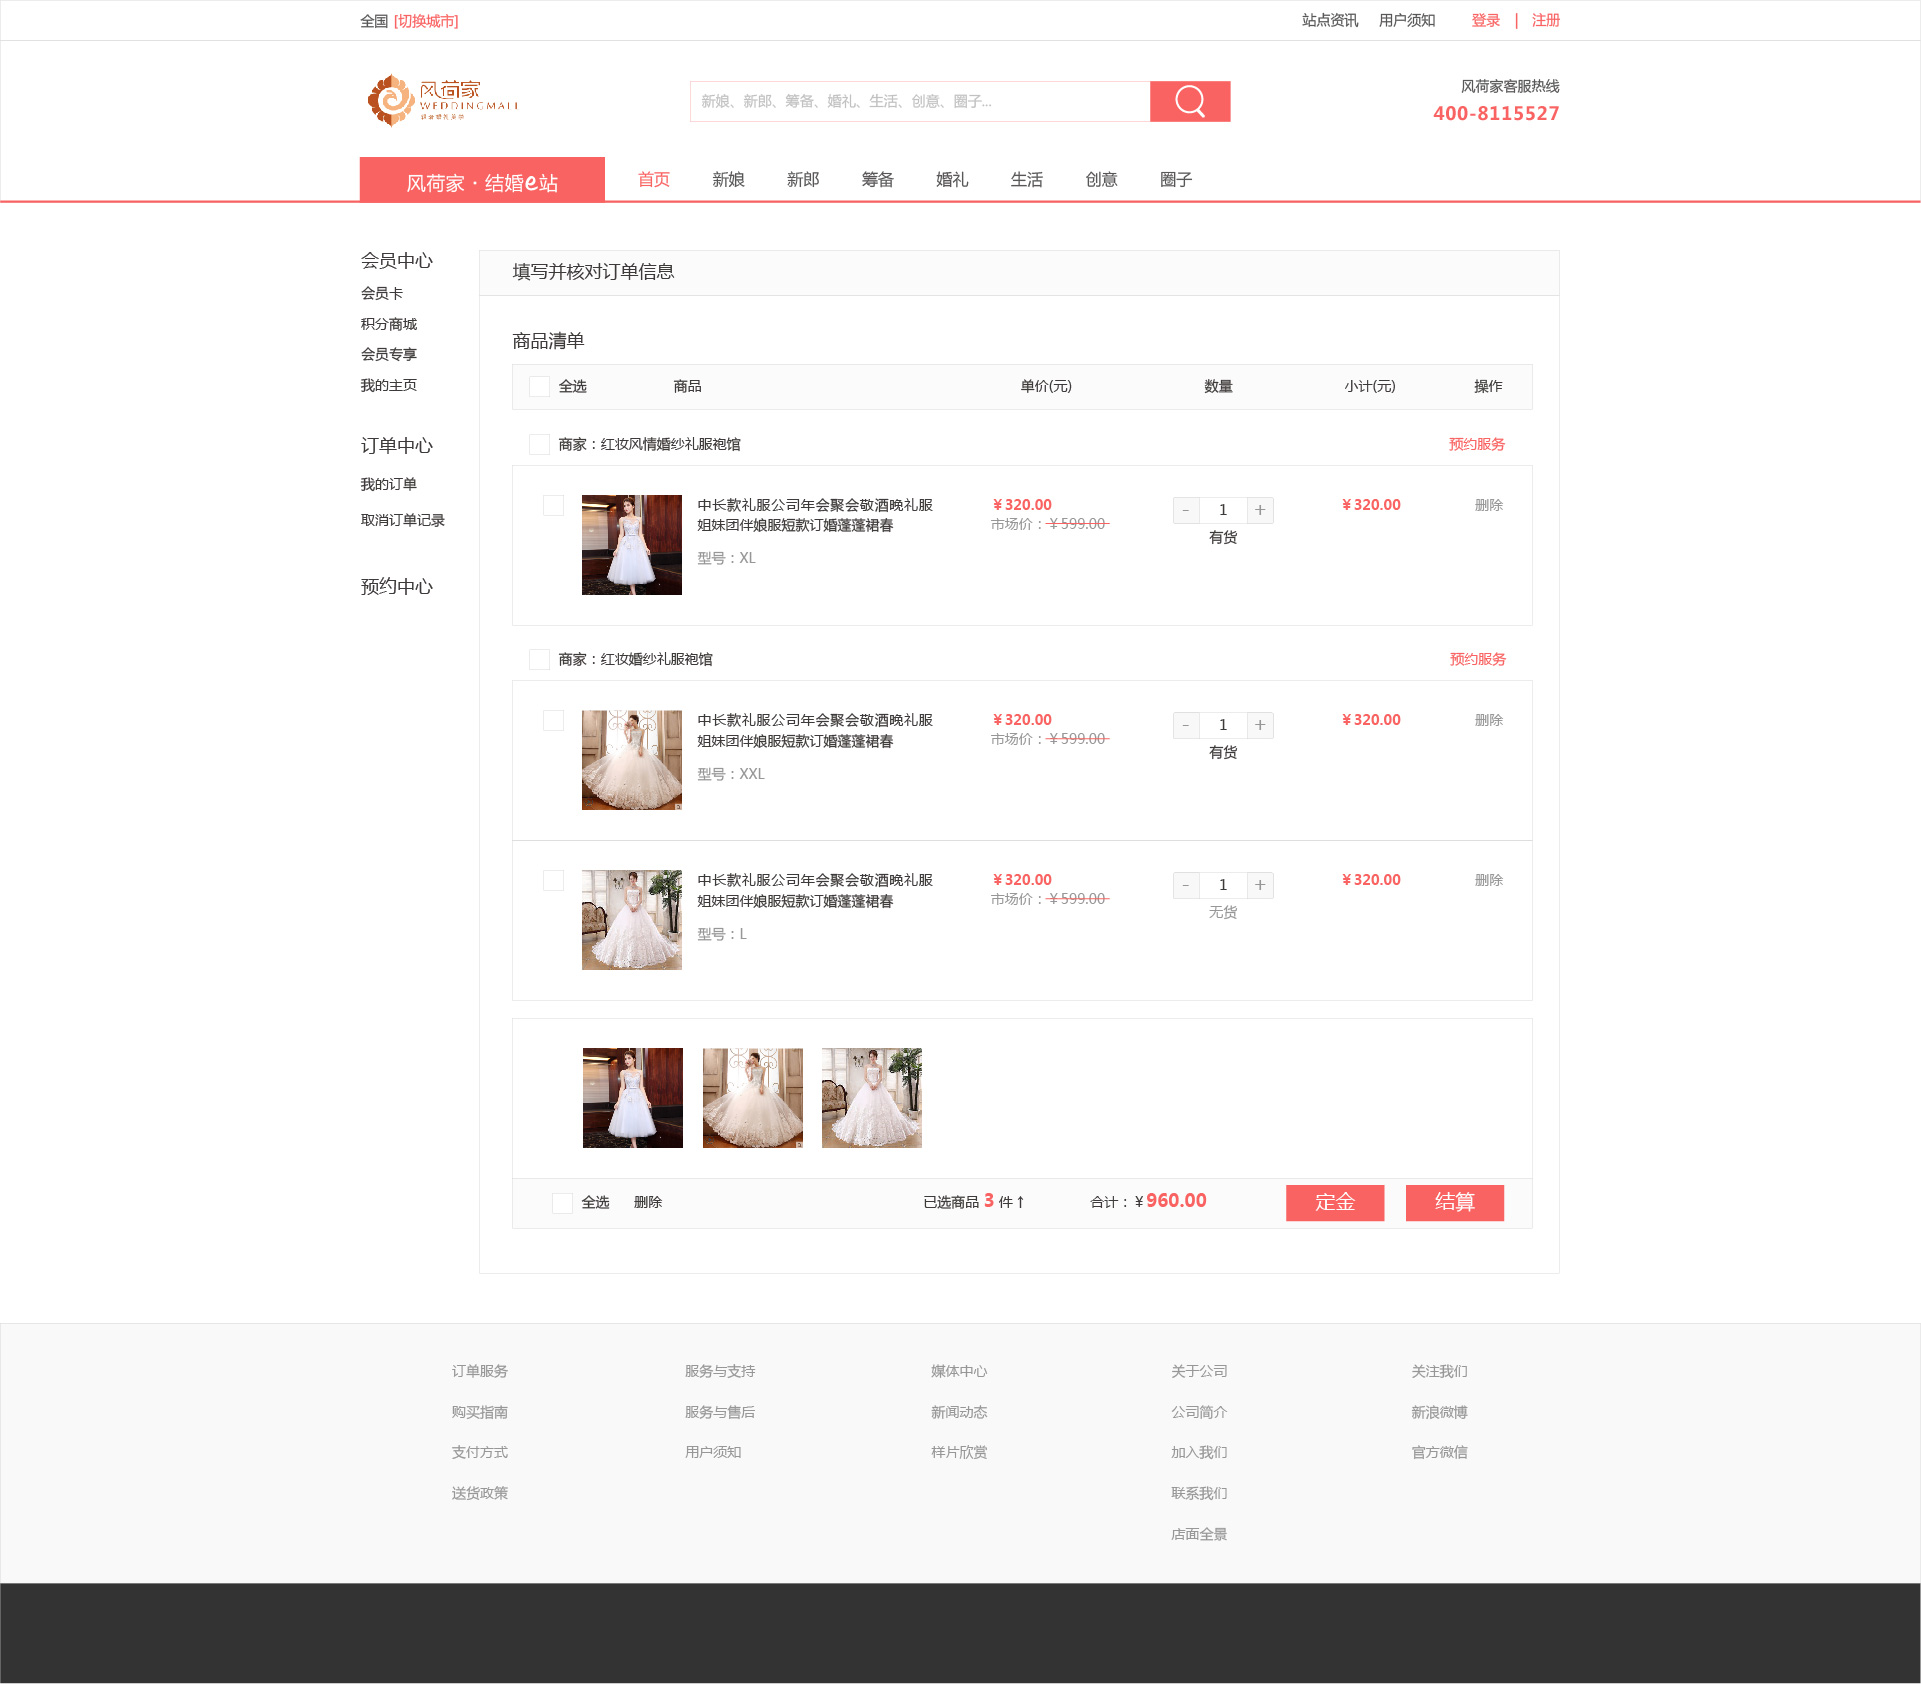 全国 [切换城市]
站点资讯 用户须知 登录 | 注册
风荷家
WEDDINGMALL
新娘、新郎、筹备、婚礼、生活、创意、圈子...
风荷家客服热线
400-8115527
风荷家·结婚e站
首页 新娘 新郎 筹备 婚礼 生活 创意 圈子
会员中心
会员卡
积分商城
会员专享
我的主页
订单中心
我的订单
取消订单记录
预约中心
填写并核对订单信息
商品清单
全选 商品 单价(元) 数量 小计(元) 操作
商家：红妆风情婚纱礼服袍馆 预约服务
中长款礼服公司年会聚会敬酒晚礼服 ¥320.00 - 1 + ¥320.00 删除
姐妹团伴娘服短款订婚蓬蓬裙春 市场价：¥599.00
有货
型号：XL
商家：红妆婚纱礼服袍馆 预约服务
中长款礼服公司年会聚会敬酒晚礼服 ¥320.00 - 1 + ¥320.00 删除
姐妹团伴娘服短款订婚蓬蓬裙春 市场价：¥599.00
有货
型号：XXL
中长款礼服公司年会聚会敬酒晚礼服 ¥320.00 - 1 + ¥320.00 删除
姐妹团伴娘服短款订婚蓬蓬裙春 市场价：¥599.00
无货
型号：L
全选 删除 已选商品 3 件↑ 合计：¥960.00 定金 结算
订单服务 服务与支持 媒体中心 关于公司 关注我们
购买指南 服务与售后 新闻动态 公司简介 新浪微博
支付方式 用户须知 样片欣赏 加入我们 官方微信
送货政策 联系我们
店面全景